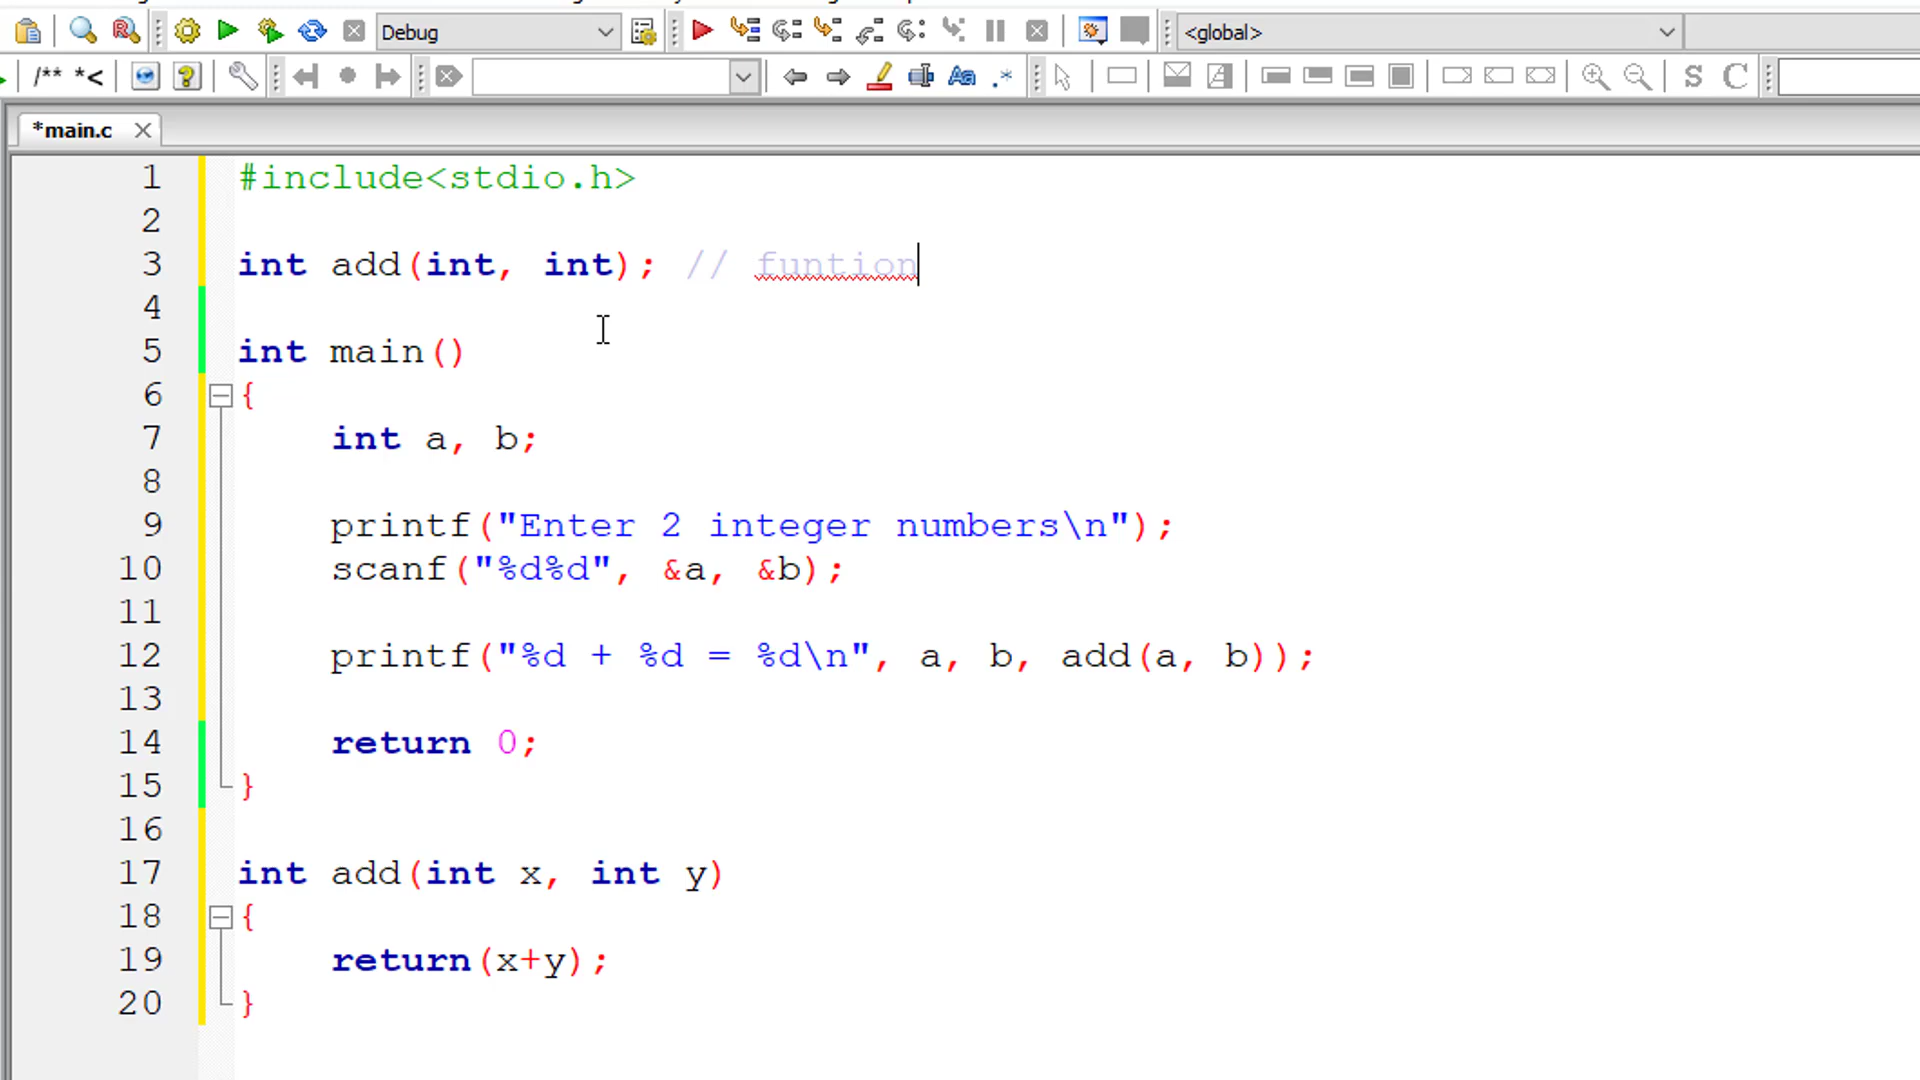 Debug
<global>
/** *<
Aa
.*
S
C
*main.c
1 #include<stdio.h>
2
3 int add(int, int); // funtion
4
5 int main()
6 {
7 int a, b;
8
9 printf("Enter 2 integer numbers\n");
10 scanf("%d%d", &a, &b);
11
12 printf("%d + %d = %d\n", a, b, add(a, b));
13
14 return 0;
15 }
16
17 int add(int x, int y)
18 {
19 return(x+y);
20 }